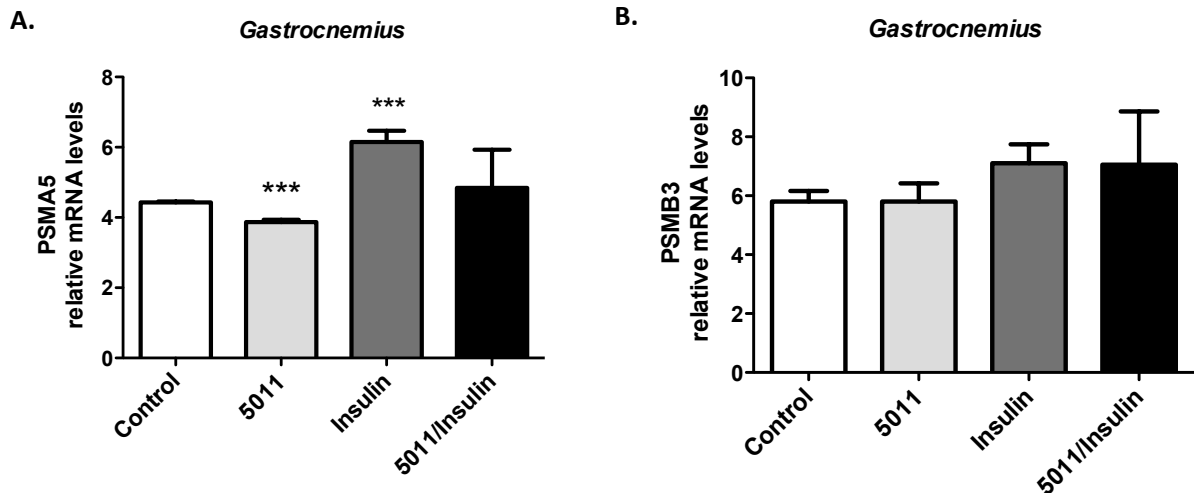 A.
Gastrocnemius
PSMA5
relative mRNA levels
8
6
4
2
0
***
***
Control
5011
Insulin
5011/Insulin
B.
Gastrocnemius
PSMB3
relative mRNA levels
10
8
6
4
2
0
Control
5011
Insulin
5011/Insulin